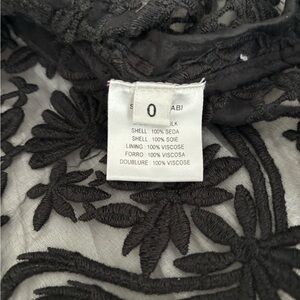 0
SHELL: 100% SEDA
SHELL: 100% SOIE
LINING: 100% VISCOSE
FORRO: 100% VISCOSA
DOUBLURE: 100% VISCOSE